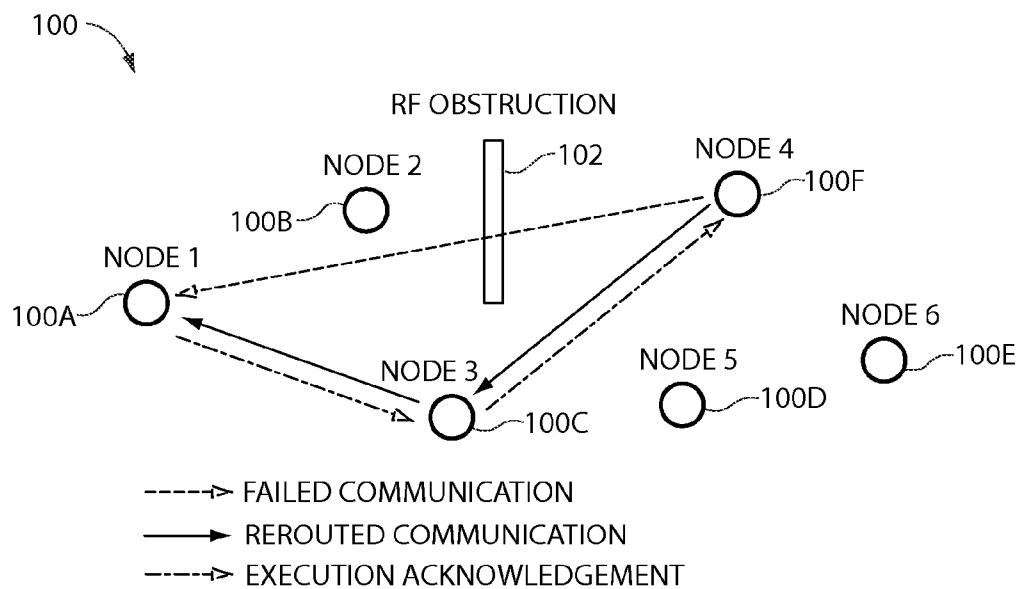 100
RF OBSTRUCTION
102
NODE 2
100B
NODE 4
100F
NODE 1
100A
NODE 3
100C
NODE 5
100D
NODE 6
100E
FAILED COMMUNICATION
REROUTED COMMUNICATION
EXECUTION ACKNOWLEDGEMENT